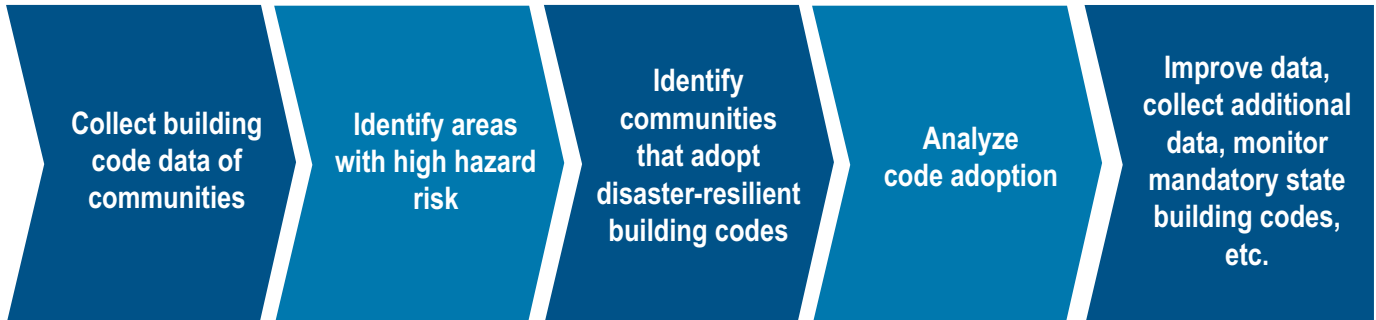 Collect building
code data of
communities
Identify areas
with high hazard
risk
Identify
communities
that adopt
disaster-resilient
building codes
Analyze
code adoption
Improve data,
collect additional
data, monitor
mandatory state
building codes,
etc.